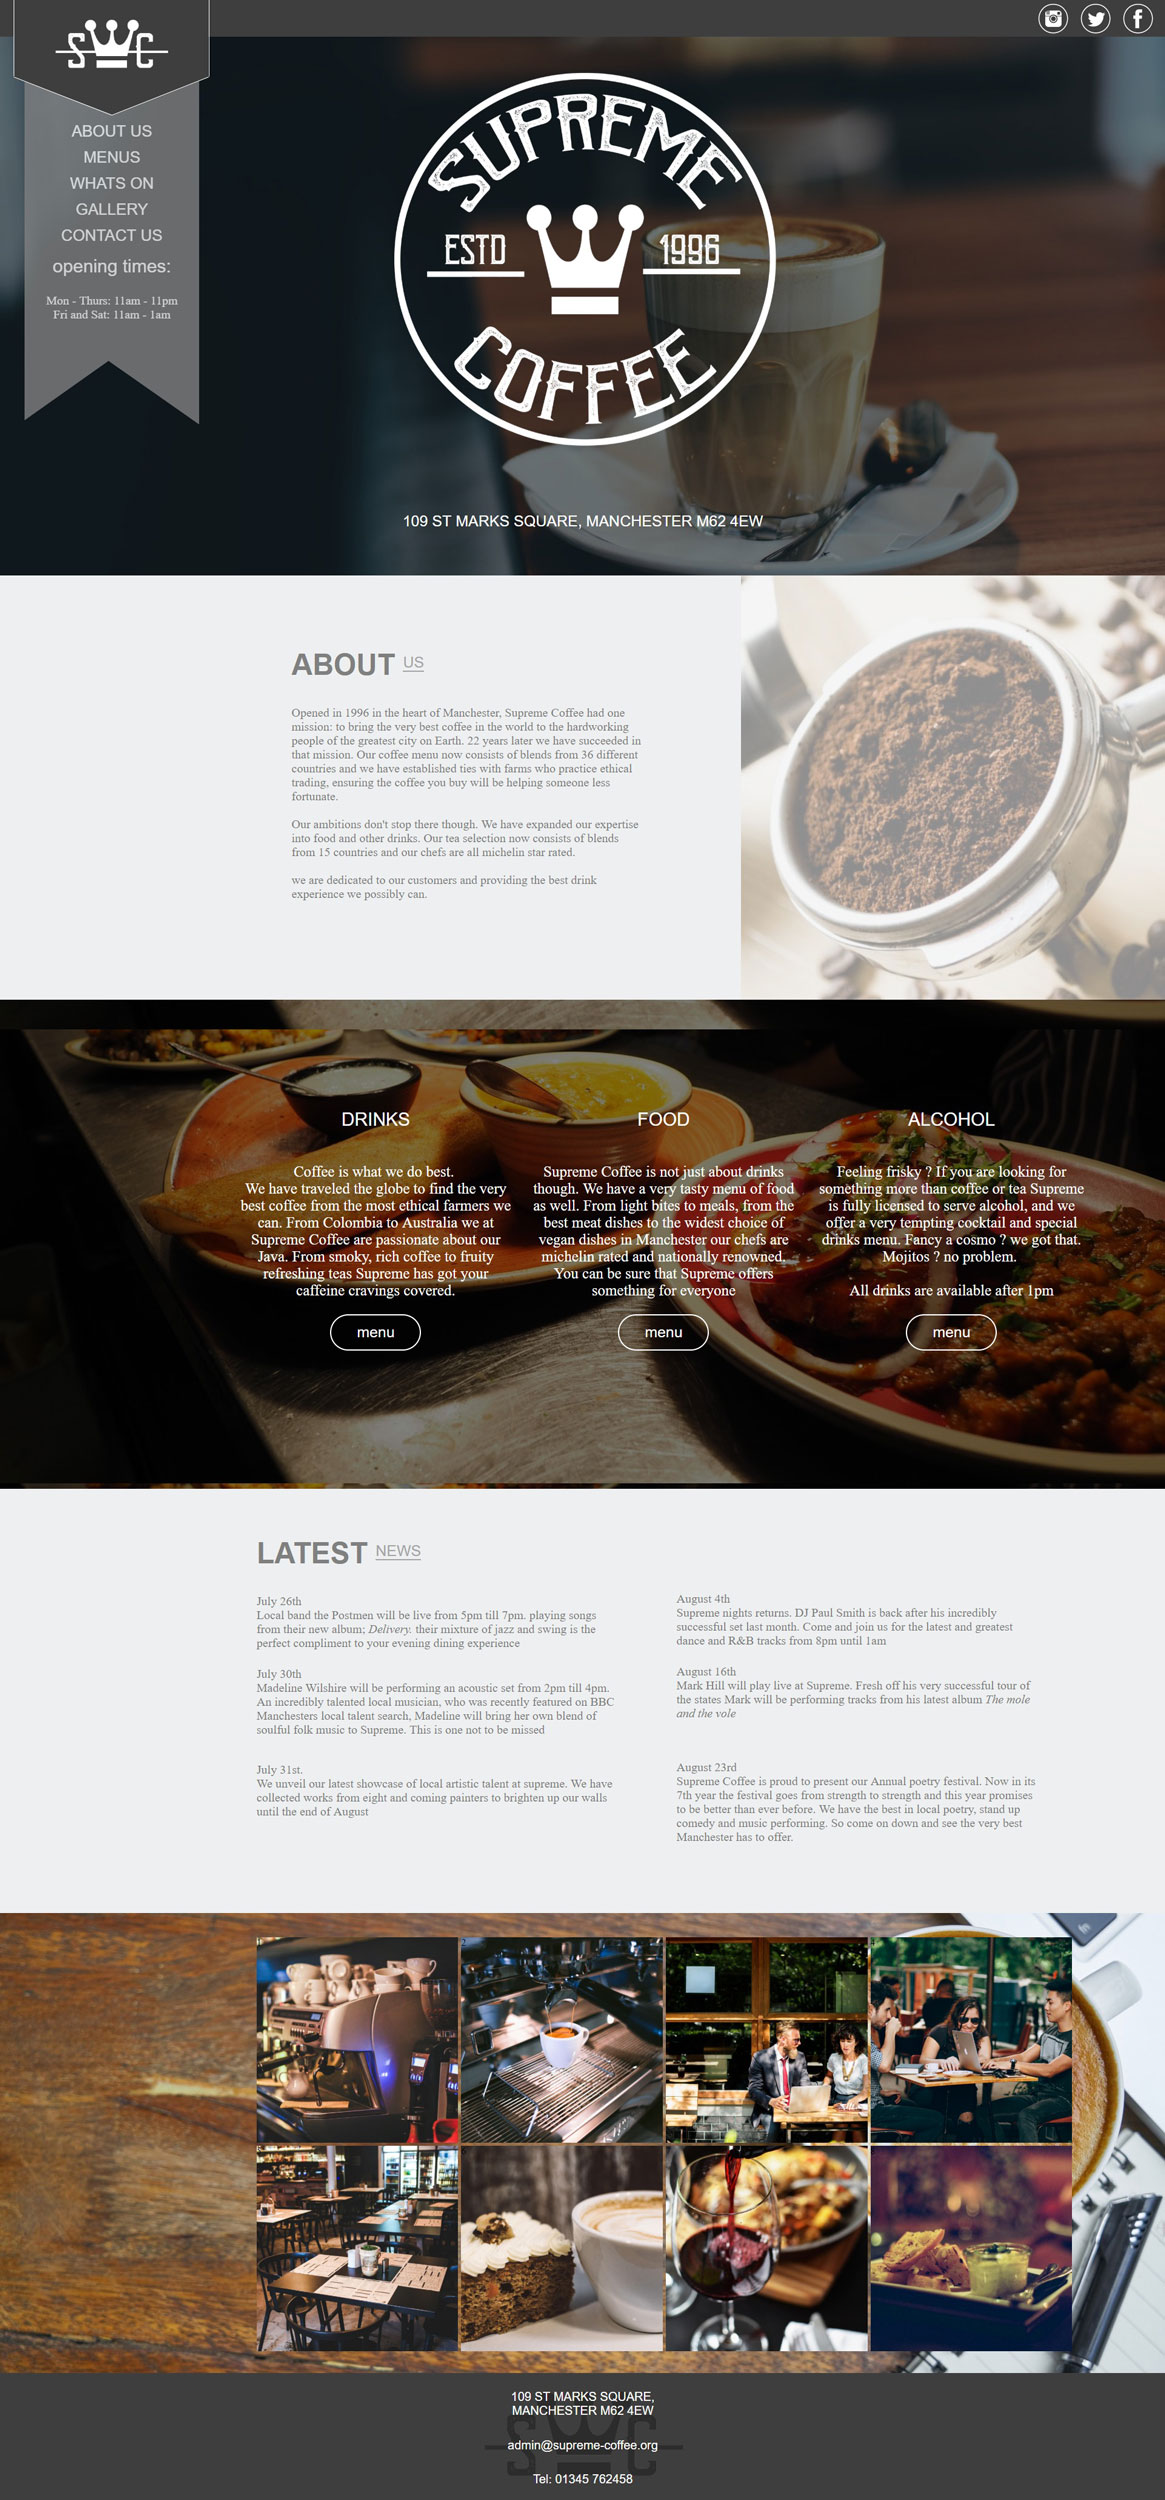 S C
ABOUT US
MENUS
WHATS ON
GALLERY
CONTACT US
opening times:
Mon - Thurs: 11am - 11pm
Fri and Sat: 11am - 1am
SUPREME
ESTD 1996
COFFEE
109 ST MARKS SQUARE, MANCHESTER M62 4EW
ABOUT US
Opened in 1996 in the heart of Manchester, Supreme Coffee had one
mission: to bring the very best coffee in the world to the hardworking
people of the greatest city on Earth. 22 years later we have succeeded in
that mission. Our coffee menu now consists of blends from 36 different
countries and we have established ties with farms who practice ethical
trading, ensuring the coffee you buy will be helping someone less
fortunate.
Our ambitions don't stop there though. We have expanded our expertise
into food and other drinks. Our tea selection now consists of blends
from 15 countries and our chefs are all michelin star rated.
we are dedicated to our customers and providing the best drink
experience we possibly can.
DRINKS
Coffee is what we do best.
We have traveled the globe to find the very
best coffee from the most ethical farmers we
can. From Colombia to Australia we at
Supreme Coffee are passionate about our
Java. From smoky, rich coffee to fruity
refreshing teas Supreme has got your
caffeine cravings covered.
menu
FOOD
Supreme Coffee is not just about drinks
though. We have a very tasty menu of food
as well. From light bites to meals, from the
best meat dishes to the widest choice of
vegan dishes in Manchester our chefs are
michelin rated and nationally renowned.
You can be sure that Supreme offers
something for everyone
menu
ALCOHOL
Feeling frisky ? If you are looking for
something more than coffee or tea Supreme
is fully licensed to serve alcohol, and we
offer a very tempting cocktail and special
drinks menu. Fancy a cosmo ? we got that.
Mojitos ? no problem.
All drinks are available after 1pm
menu
LATEST NEWS
July 26th
Local band the Postmen will be live from 5pm till 7pm. playing songs
from their new album; Delivery. their mixture of jazz and swing is the
perfect compliment to your evening dining experience
July 30th
Madeline Wilshire will be performing an acoustic set from 2pm till 4pm.
An incredibly talented local musician, who was recently featured on BBC
Manchesters local talent search, Madeline will bring her own blend of
soulful folk music to Supreme. This is one not to be missed
July 31st.
We unveil our latest showcase of local artistic talent at supreme. We have
collected works from eight and coming painters to brighten up our walls
until the end of August
August 4th
Supreme nights returns. DJ Paul Smith is back after his incredibly
successful set last month. Come and join us for the latest and greatest
dance and R&B tracks from 8pm until 1am
August 16th
Mark Hill will play live at Supreme. Fresh off his very successful tour of
the states Mark will be performing tracks from his latest album The mole
and the vole
August 23rd
Supreme Coffee is proud to present our Annual poetry festival. Now in its
7th year the festival goes from strength to strength and this year promises
to be better than ever before. We have the best in local poetry, stand up
comedy and music performing. So come on down and see the very best
Manchester has to offer.
2
109 ST MARKS SQUARE,
MANCHESTER M62 4EW
S C
admin@supreme-coffee.org
Tel: 01345 762458